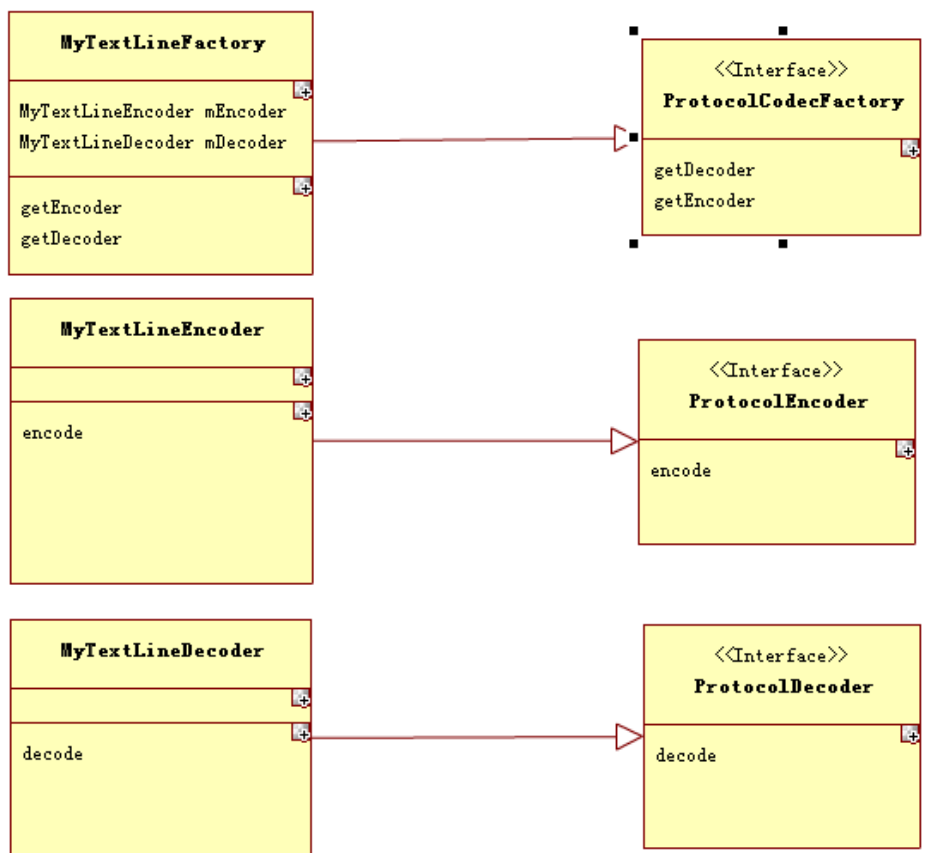 MyTextLineFactory
MyTextLineEncoder mEncoder
MyTextLineDecoder mDecoder
getEncoder
getDecoder
<<Interface>>
ProtocolCodecFactory
getDecoder
getEncoder
MyTextLineEncoder
encode
<<Interface>>
ProtocolEncoder
encode
MyTextLineDecoder
decode
<<Interface>>
ProtocolDecoder
decode